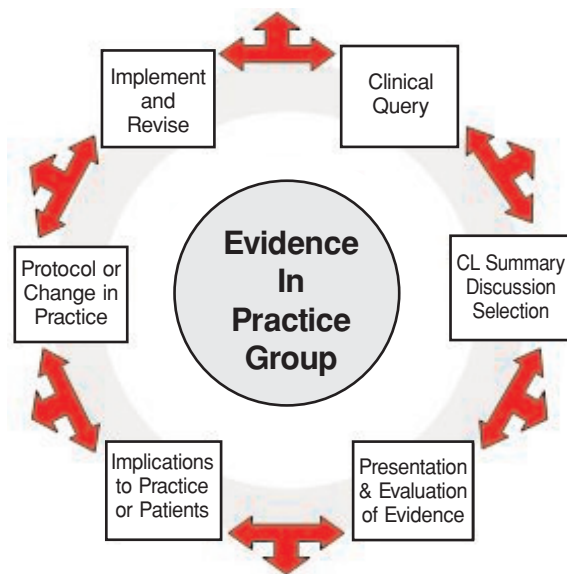 Implement
and
Revise
Clinical
Query
Protocol or
Change in
Practice
Evidence
In
Practice
Group
CL Summary
Discussion
Selection
Implications
to Practice
or Patients
Presentation
& Evaluation
of Evidence